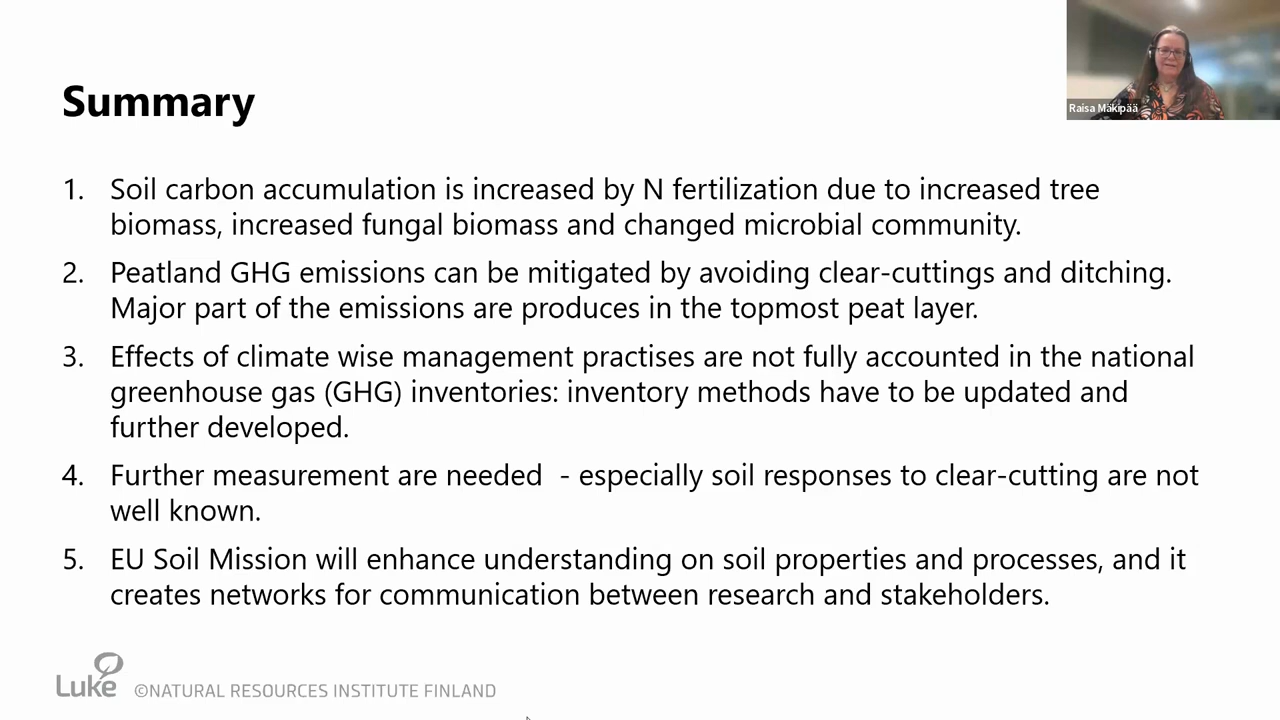 Raisa Mäkipää
Summary
1. Soil carbon accumulation is increased by N fertilization due to increased tree
biomass, increased fungal biomass and changed microbial community.
2. Peatland GHG emissions can be mitigated by avoiding clear-cuttings and ditching.
Major part of the emissions are produces in the topmost peat layer.
3. Effects of climate wise management practises are not fully accounted in the national
greenhouse gas (GHG) inventories: inventory methods have to be updated and
further developed.
4. Further measurement are needed  - especially soil responses to clear-cutting are not
well known.
5. EU Soil Mission will enhance understanding on soil properties and processes, and it
creates networks for communication between research and stakeholders.
Luke ©NATURAL RESOURCES INSTITUTE FINLAND